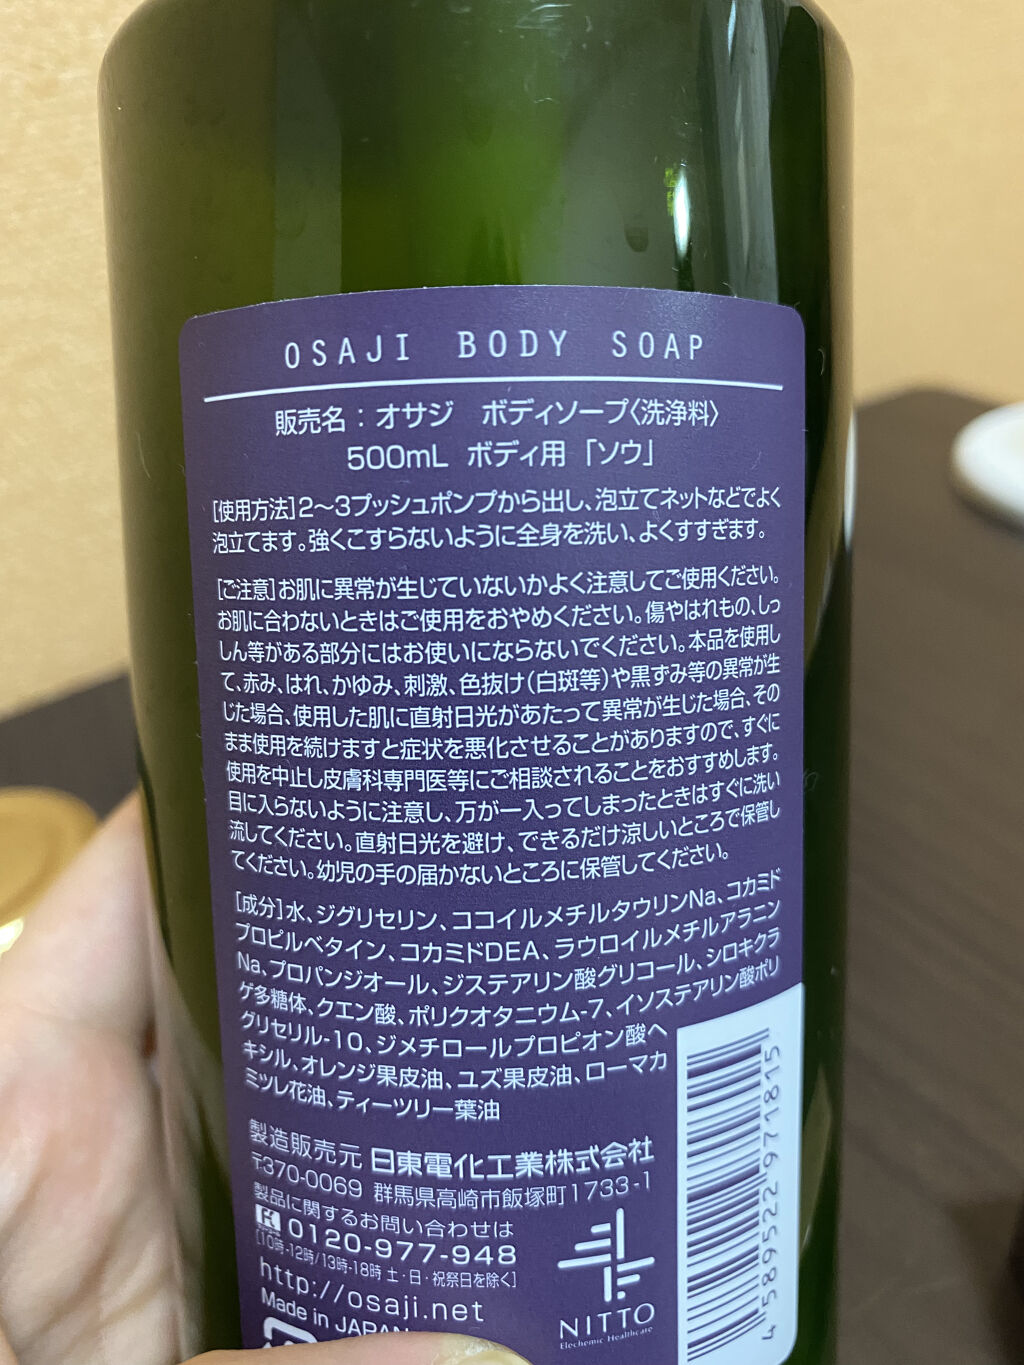 OSAJI BODY SOAP
販売名：オサジ ボディソープ〈洗浄料〉
500mL ボディ用「ソウ」
[使用方法]2〜3プッシュポンプから出し、泡立てネットなどでよく
泡立てます。強くこすらないように全身を洗い、よくすすぎます。
[ご注意]お肌に異常が生じていないかよく注意してご使用ください。
お肌に合わないときはご使用をおやめください。傷やはれもの、しっ
しん等がある部分にはお使いにならないでください。本品を使用し
て、赤み、はれ、かゆみ、刺激、色抜け（白斑等）や黒ずみ等の異常が生
じた場合、使用した肌に直射日光があたって異常が生じた場合、その
まま使用を続けますと症状を悪化させることがありますので、すぐに
使用を中止し皮膚科専門医等にご相談されることをおすすめします。
目に入らないように注意し、万が一入ってしまったときはすぐに洗い
流してください。直射日光を避け、できるだけ涼しいところで保管し
てください。幼児の手の届かないところに保管してください。
[成分]水、ジグリセリン、ココイルメチルタウリンNa、コカミド
プロピルベタイン、コカミドDEA、ラウロイルメチルアラニン
Na、プロパンジオール、ジステアリン酸グリコール、シロキクラ
ゲ多糖体、クエン酸、ポリクオタニウム-7、イソステアリン酸ポリ
グリセリル-10、ジメチロールプロピオン酸ヘ
キシル、オレンジ果皮油、ユズ果皮油、ローマカ
ミツレ花油、ティーツリー葉油
製造販売元 日東電化工業株式会社
〒370-0069 群馬県高崎市飯塚町1733-1
製品に関するお問い合わせは
0120-977-948
[10時-12時/13時-18時 土・日・祝祭日を除く]
http://osaji.net
Made in JAPAN
NITTO
Elechemic Healthcare
4 589522 971815